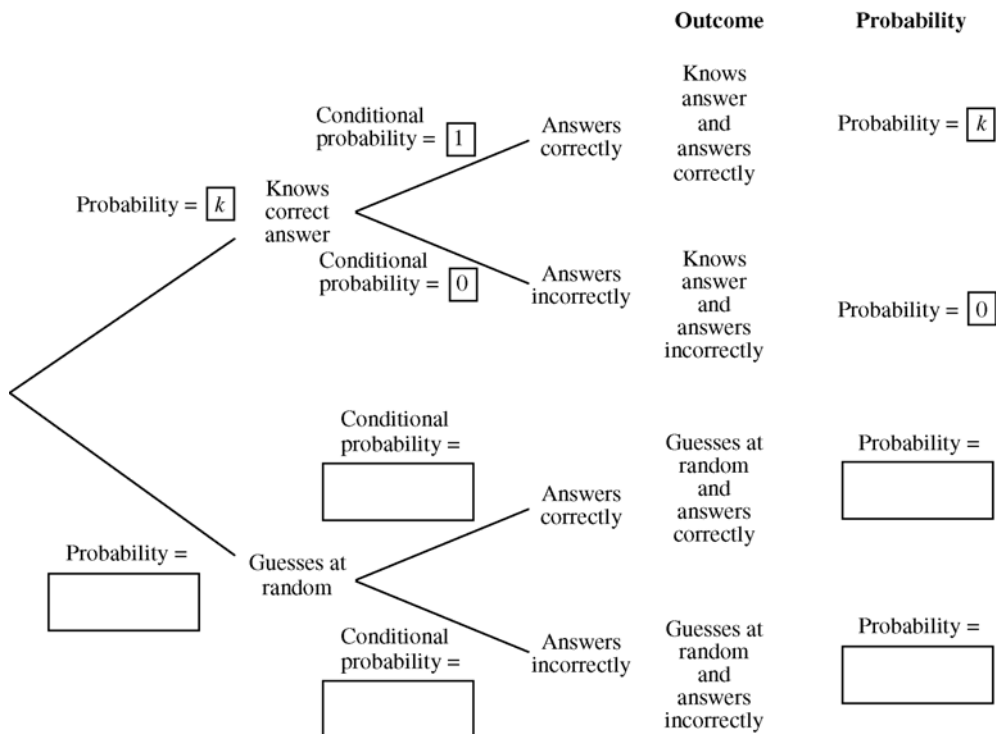 Outcome
Probability
Knows
answer
and
answers
correctly
Conditional
probability = 1
Answers
correctly
Probability = k
Probability = k
Knows
correct
answer
Conditional
probability = 0
Answers
incorrectly
Knows
answer
and
answers
incorrectly
Probability = 0
Conditional
probability =
Answers
correctly
Guesses at
random
and
answers
correctly
Probability =
Probability =
Guesses at
random
Conditional
probability =
Answers
incorrectly
Guesses at
random
and
answers
incorrectly
Probability =